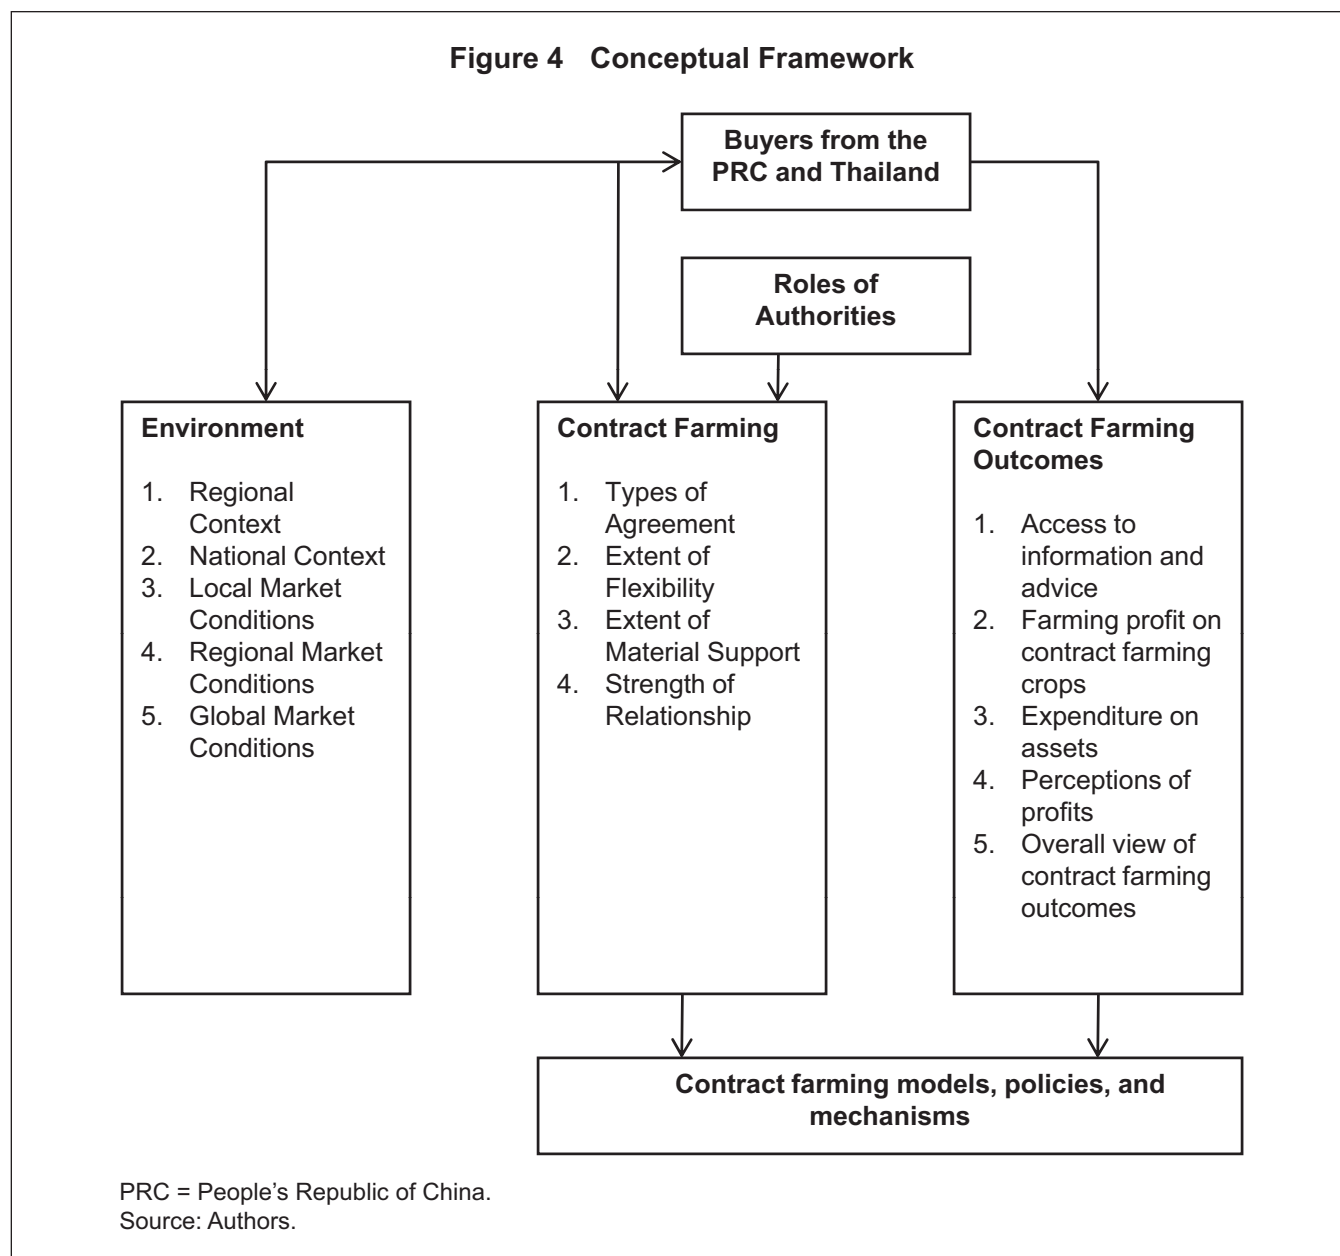 Figure 4 Conceptual Framework
Buyers from the
PRC and Thailand
Roles of
Authorities
Environment
1. Regional
Context
2. National Context
3. Local Market
Conditions
4. Regional Market
Conditions
5. Global Market
Conditions
Contract Farming
1. Types of
Agreement
2. Extent of
Flexibility
3. Extent of
Material Support
4. Strength of
Relationship
Contract Farming
Outcomes
1. Access to
information and
advice
2. Farming profit on
contract farming
crops
3. Expenditure on
assets
4. Perceptions of
profits
5. Overall view of
contract farming
outcomes
Contract farming models, policies, and
mechanisms
PRC = People's Republic of China.
Source: Authors.